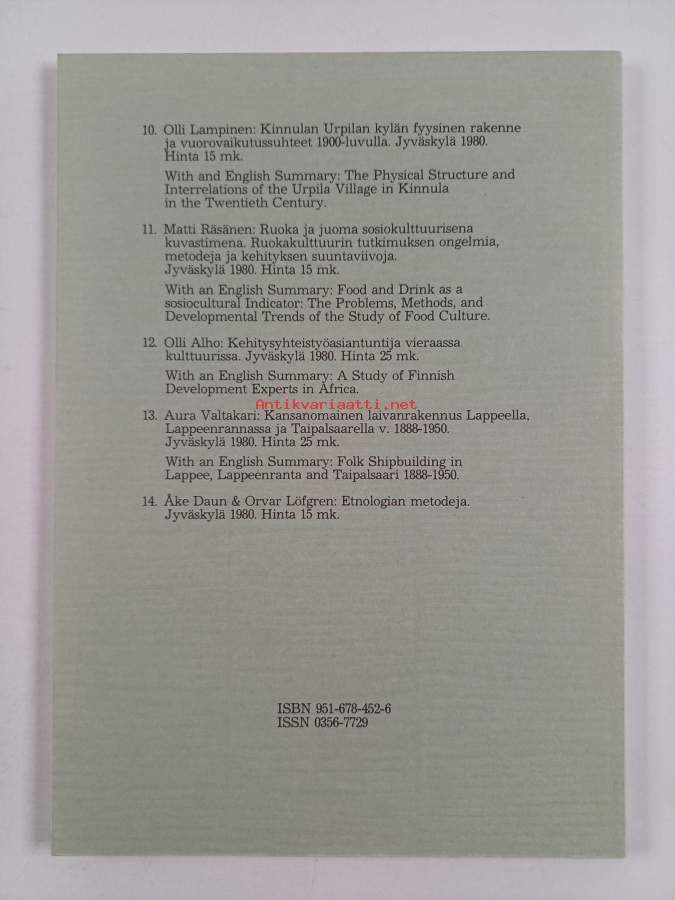 10. Olli Lampinen: Kinnulan Urpilan kylän fyysinen rakenne
ja vuorovaikutussuhteet 1900-luvulla. Jyväskylä 1980.
Hinta 15 mk.
With and English Summary: The Physical Structure and
Interrelations of the Urpila Village in Kinnula
in the Twentieth Century.
11. Matti Räsänen: Ruoka ja juoma sosiokulttuurisena
kuvastimena. Ruokakulttuurin tutkimuksen ongelmia,
metodeja ja kehityksen suuntaviivoja.
Jyväskylä 1980. Hinta 15 mk.
With an English Summary: Food and Drink as a
sosiocultural Indicator: The Problems, Methods, and
Developmental Trends of the Study of Food Culture.
12. Olli Alho: Kehitysyhteistyöasiantuntija vieraassa
kulttuurissa. Jyväskylä 1980. Hinta 25 mk.
With an English Summary: A Study of Finnish
Development Experts in Africa.
Antikvariaatti.net
13. Aura Valtakari: Kansanomainen laivanrakennus Lappeella,
Lappeenrannassa ja Taipalsaarella v. 1888-1950.
Jyväskylä 1980. Hinta 25 mk.
With an English Summary: Folk Shipbuilding in
Lappee, Lappeenranta and Taipalsaari 1888-1950.
14. Åke Daun & Orvar Löfgren: Etnologian metodeja.
Jyväskylä 1980. Hinta 15 mk.
ISBN 951-678-452-6
ISSN 0356-7729